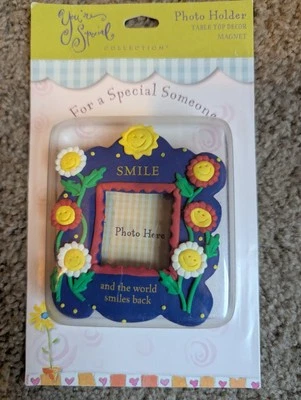 You're
Special
COLLECTION
Photo Holder
TABLE TOP DECOR
MAGNET
For a Special Someone
SMILE
Photo Here
and the world
smiles back